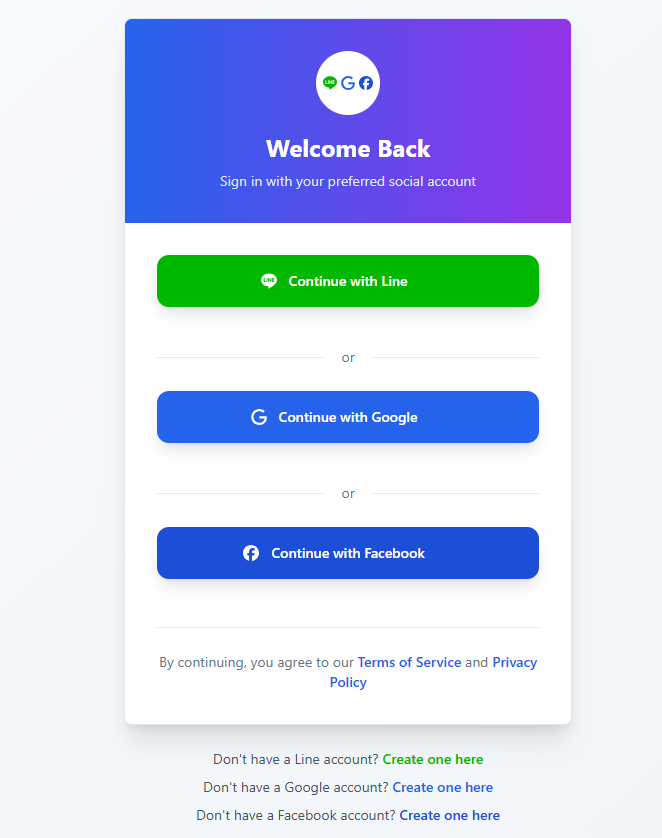 LINE
Welcome Back
Sign in with your preferred social account
LINE Continue with Line
or
Continue with Google
or
Continue with Facebook
By continuing, you agree to our Terms of Service and Privacy
Policy
Don't have a Line account? Create one here
Don't have a Google account? Create one here
Don't have a Facebook account? Create one here